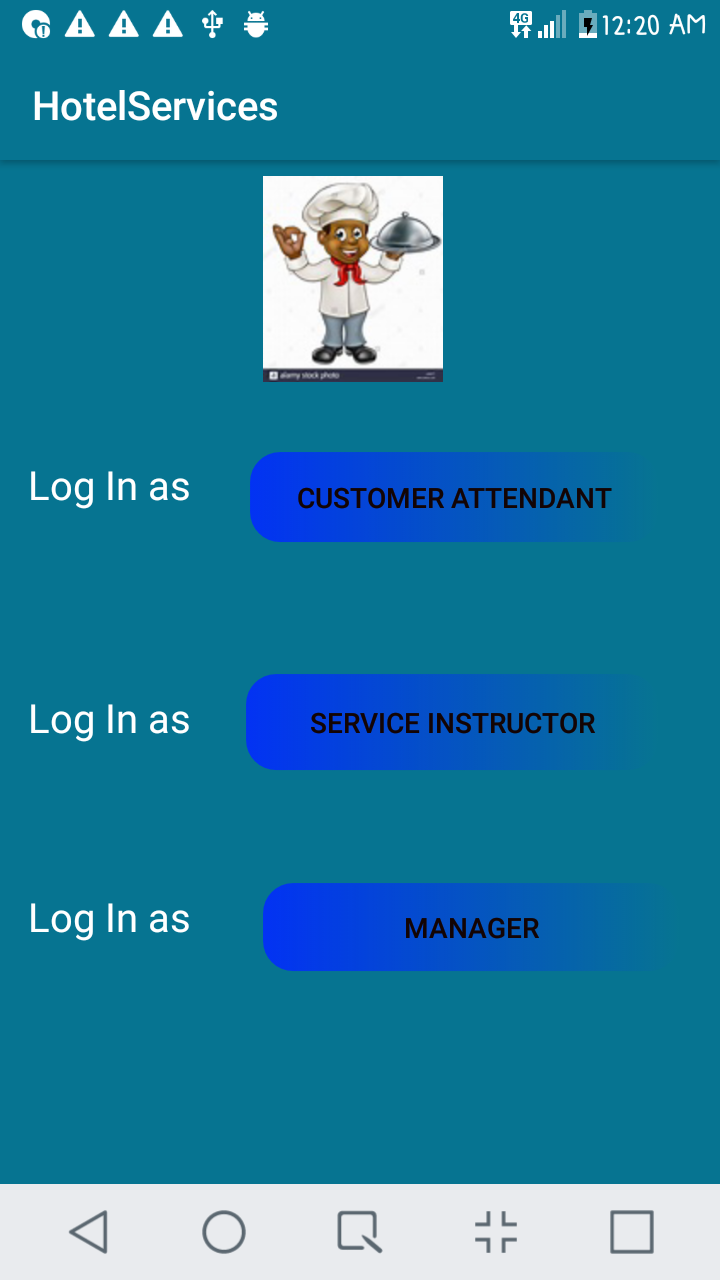 4G 12:20 AM
HotelServices
alamy stock photo
Log In as CUSTOMER ATTENDANT
Log In as SERVICE INSTRUCTOR
Log In as MANAGER